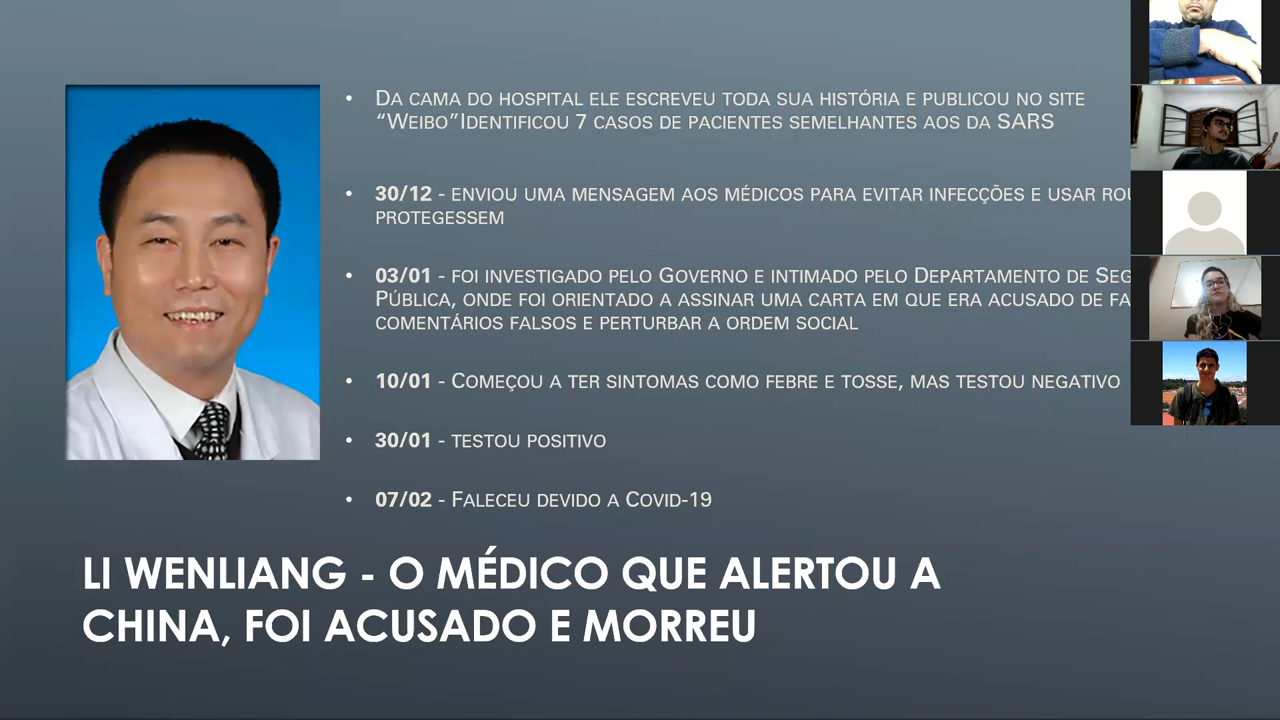 • Da cama do hospital ele escreveu toda sua história e publicou no site
“Weibo”Identificou 7 casos de pacientes semelhantes aos da SARS
• 30/12 - enviou uma mensagem aos médicos para evitar infecções e usar
protegessem
• 03/01 - foi investigado pelo Governo e intimado pelo Departamento de
Pública, onde foi orientado a assinar uma carta em que era acusado de
comentários falsos e perturbar a ordem social
• 10/01 - Começou a ter sintomas como febre e tosse, mas testou negativo
• 30/01 - testou positivo
• 07/02 - Faleceu devido a Covid-19
LI WENLIANG - O MÉDICO QUE ALERTOU A
CHINA, FOI ACUSADO E MORREU